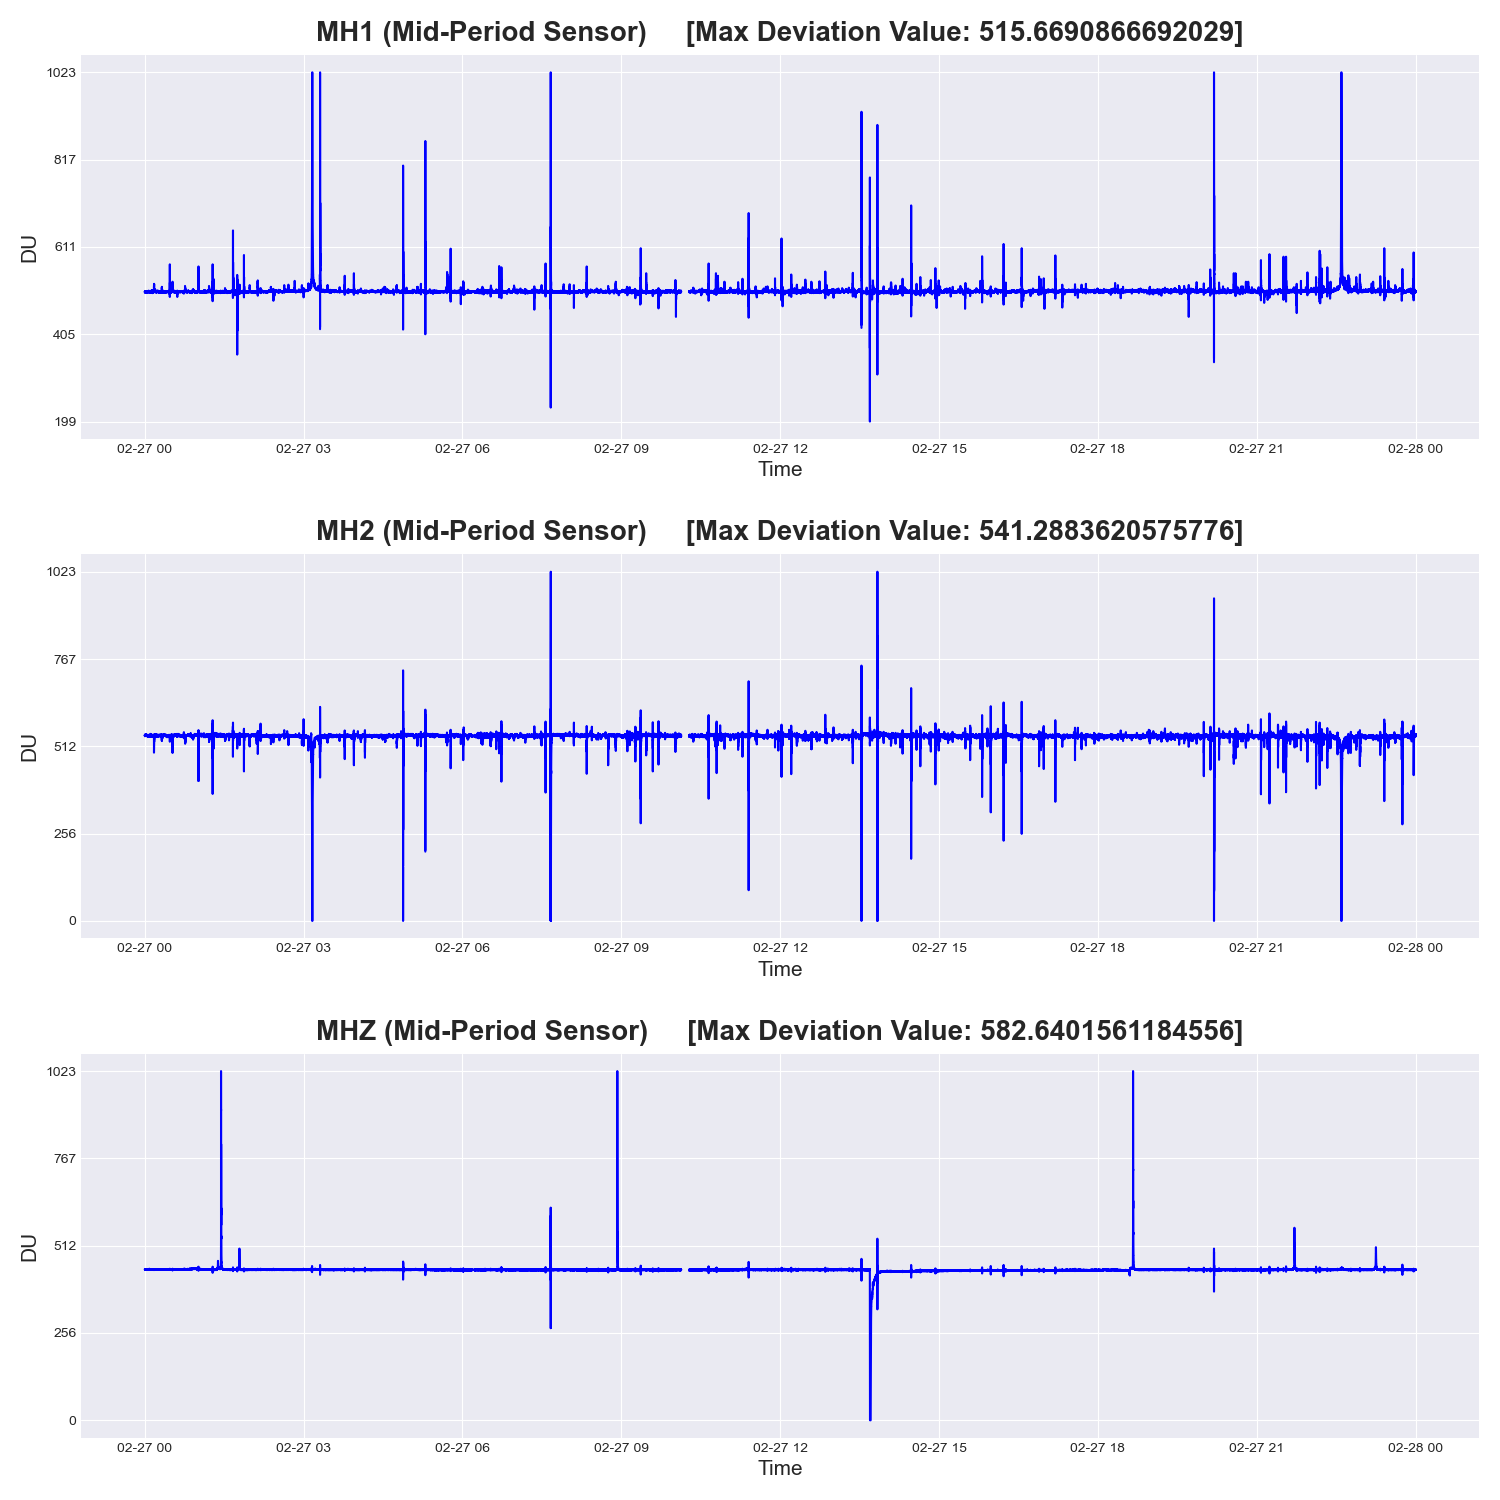 MH1 (Mid-Period Sensor) [Max Deviation Value: 515.6690866692029]
1023
817
611
405
199
DU
02-27 00 02-27 03 02-27 06 02-27 09 02-27 12 02-27 15 02-27 18 02-27 21 02-28 00
Time
MH2 (Mid-Period Sensor) [Max Deviation Value: 541.2883620575776]
1023
767
512
256
0
DU
02-27 00 02-27 03 02-27 06 02-27 09 02-27 12 02-27 15 02-27 18 02-27 21 02-28 00
Time
MHZ (Mid-Period Sensor) [Max Deviation Value: 582.6401561184556]
1023
767
512
256
0
DU
02-27 00 02-27 03 02-27 06 02-27 09 02-27 12 02-27 15 02-27 18 02-27 21 02-28 00
Time